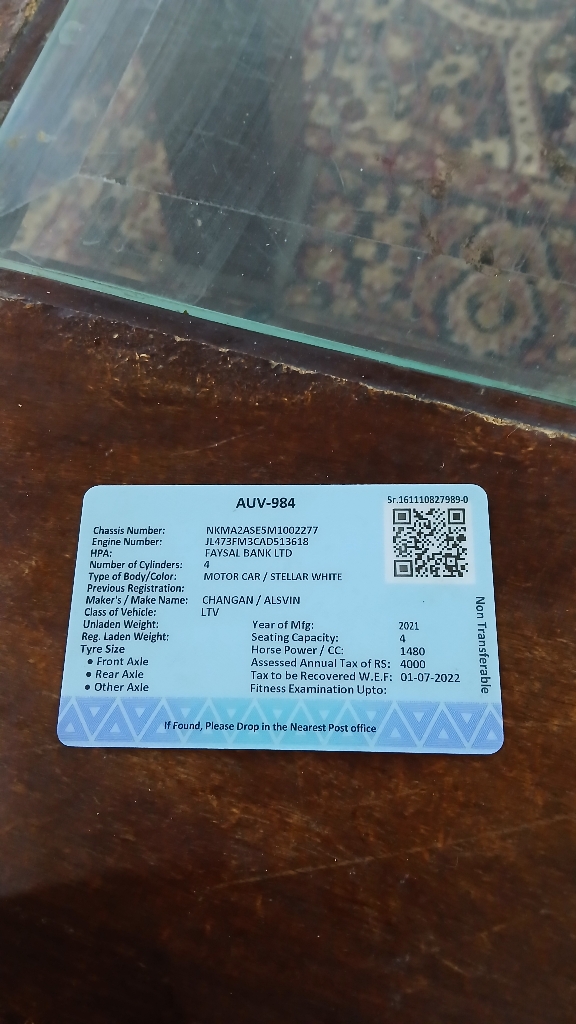 AUV-984
Sr.161110827989-0
Chassis Number: NKMA2ASE5M1002277
Engine Number: JL473FM3CAD513618
HPA: FAYSAL BANK LTD
Number of Cylinders: 4
Type of Body/Color: MOTOR CAR / STELLAR WHITE
Previous Registration:
Maker's / Make Name: CHANGAN / ALSVIN
Class of Vehicle: LTV
Unladen Weight: Year of Mfg: 2021
Reg. Laden Weight: Seating Capacity: 4
Tyre Size Horse Power / CC: 1480
• Front Axle Assessed Annual Tax of RS: 4000
• Rear Axle Tax to be Recovered W.E.F: 01-07-2022
• Other Axle Fitness Examination Upto:
Non Transferable
If Found, Please Drop in the Nearest Post office